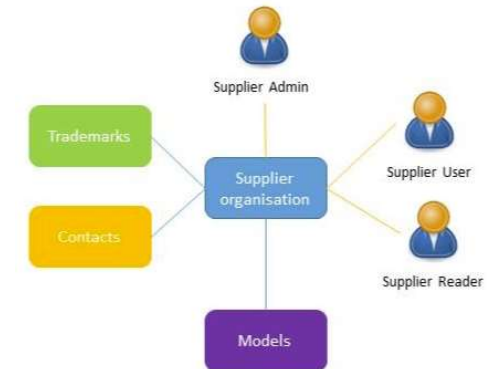 Supplier Admin
Trademarks
Supplier
organisation
Supplier User
Contacts
Supplier Reader
Models